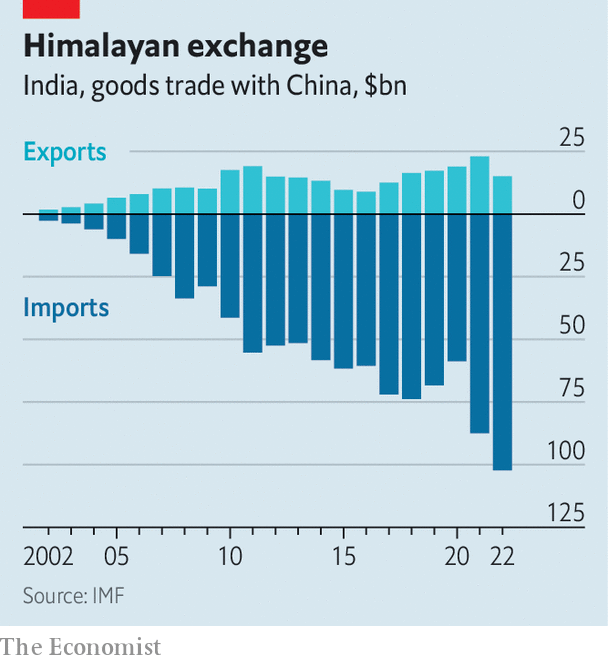 Himalayan exchange
India, goods trade with China, $bn
Exports
25
0
25
Imports
50
75
100
125
2002 05 10 15 20 22
Source: IMF
The Economist